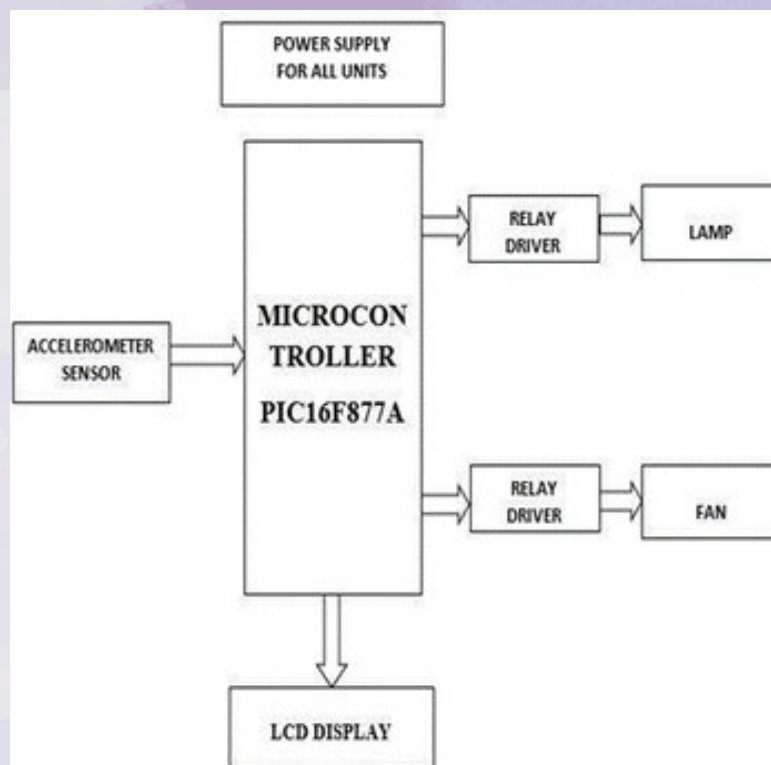 POWER SUPPLY
FOR ALL UNITS
RELAY
DRIVER
LAMP
MICROCON
TROLLER
PIC16F877A
ACCELEROMETER
SENSOR
RELAY
DRIVER
FAN
LCD DISPLAY